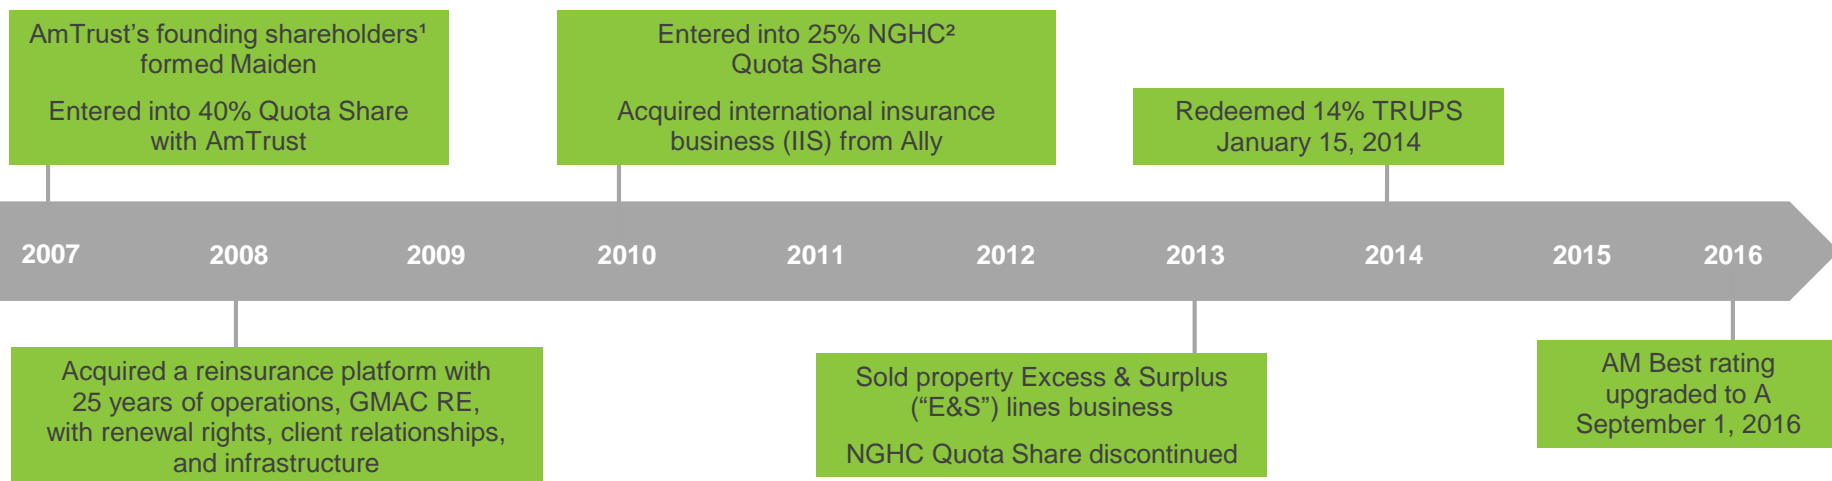 AmTrust’s founding shareholders¹
formed Maiden
Entered into 40% Quota Share
with AmTrust
Entered into 25% NGHC²
Quota Share
Acquired international insurance
business (IIS) from Ally
Redeemed 14% TRUPS
January 15, 2014
2007
2008
2009
2010
2011
2012
2013
2014
2015
2016
Acquired a reinsurance platform with
25 years of operations, GMAC RE,
with renewal rights, client relationships,
and infrastructure
Sold property Excess & Surplus
(“E&S”) lines business
NGHC Quota Share discontinued
AM Best rating
upgraded to A
September 1, 2016